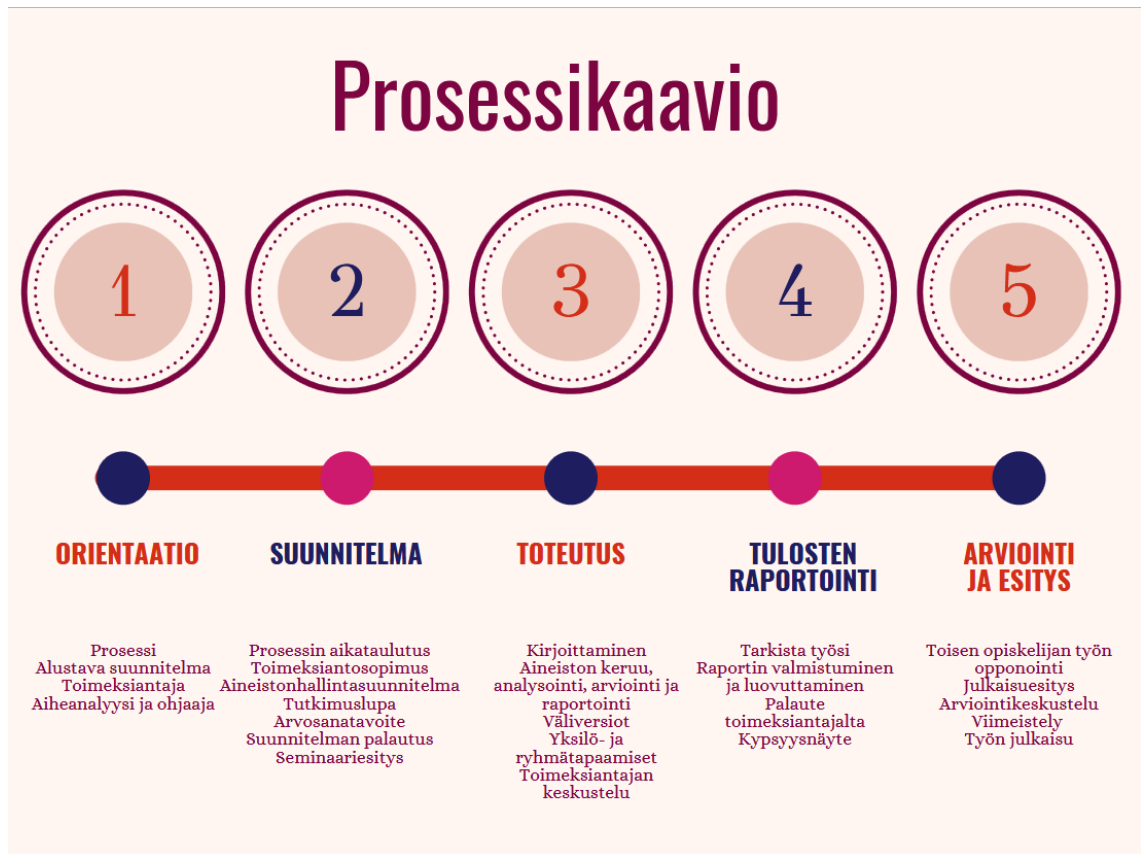 Prosessikaavio
1
2
3
4
5
ORIENTAATIO
SUUNNITELMA
TOTEUTUS
TULOSTEN
RAPORTOINTI
ARVIOINTI
JA ESITYS
Prosessi
Alustava suunnitelma
Toimeksiantaja
Aiheanalyysi ja ohjaaja
Prosessin aikataulutus
Toimeksiantosopimus
Aineistonhallintasuunnitelma
Tutkimuslupa
Arvosanatavoite
Suunnitelman palautus
Seminaariesitys
Kirjoittaminen
Aineiston keruu,
analysointi, arviointi ja
raportointi
Väliversiot
Yksilö- ja
ryhmätapaamiset
Toimeksiantajan
keskustelu
Tarkista työsi
Raportin valmistuminen
ja luovuttaminen
Palaute
toimeksiantajalta
Kypsyysnäyte
Toisen opiskelijan työn
opponointi
Julkaisuesitys
Arviointikeskustelu
Viimeistely
Työn julkaisu